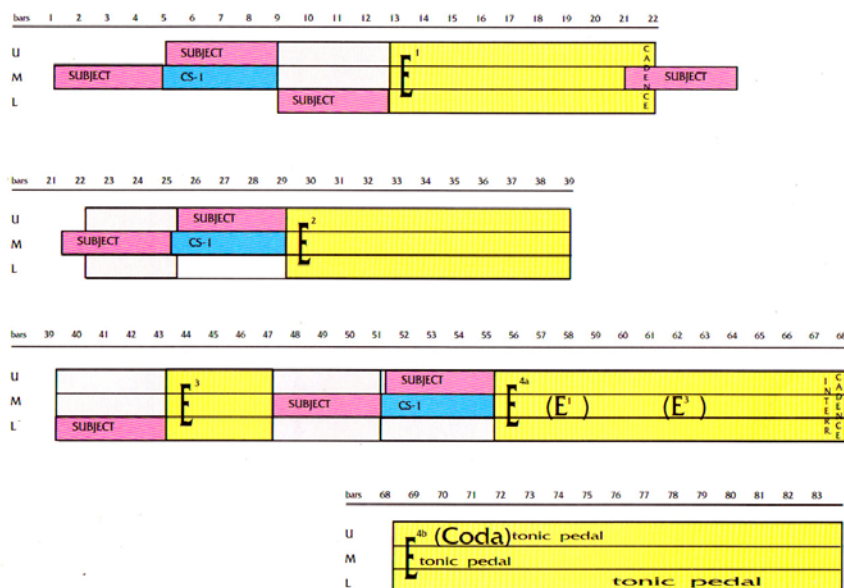 bars 1 2 3 4 5 6 7 8 9 10 11 12 13 14 15 16 17 18 19 20 21 22
U SUBJECT E1 CADENCE
M SUBJECT CS-1 SUBJECT
L SUBJECT
bars 21 22 23 24 25 26 27 28 29 30 31 32 33 34 35 36 37 38 39
U SUBJECT E2
M SUBJECT CS-1
L
bars 39 40 41 42 43 44 45 46 47 48 49 50 51 52 53 54 55 56 57 58 59 60 61 62 63 64 65 66 67 68
U E3 SUBJECT E4a INTERR CADENCE
M SUBJECT CS-1 (E1) (E3)
L SUBJECT
bars 68 69 70 71 72 73 74 75 76 77 78 79 80 81 82 83
U E4b (Coda) tonic pedal
M tonic pedal
L tonic pedal